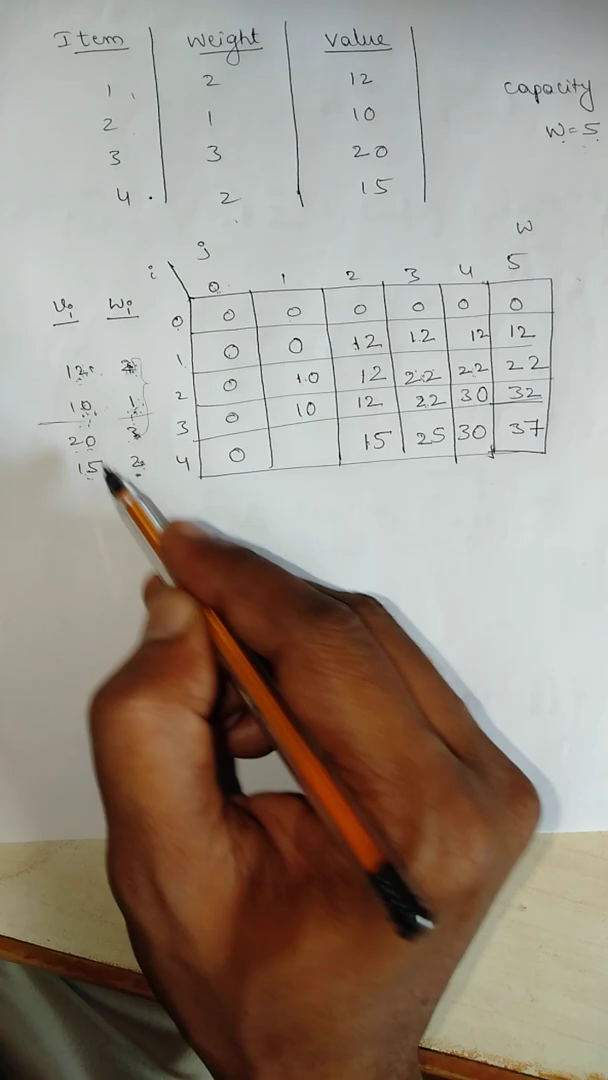 Item weight value
1 2 12
2 1 10
3 3 20
4 2 15
capacity
W=5
j W
i 0 1 2 3 4 5
vi wi
0 0 0 0 0 0 0
12 2 1 0 0 12 12 12 12
10 1 2 0 10 12 22 22 22
20 3 3 0 10 12 22 30 32
15 2 4 0 15 25 30 37